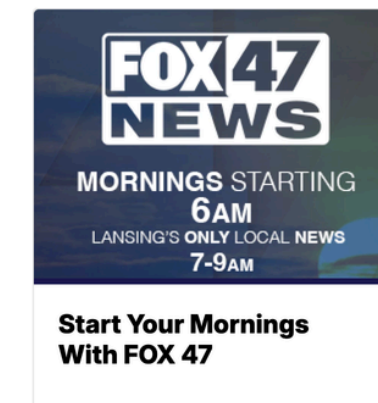 FOX 47
NEWS
MORNINGS STARTING
6AM
LANSING'S ONLY LOCAL NEWS
7-9AM
Start Your Mornings
With FOX 47